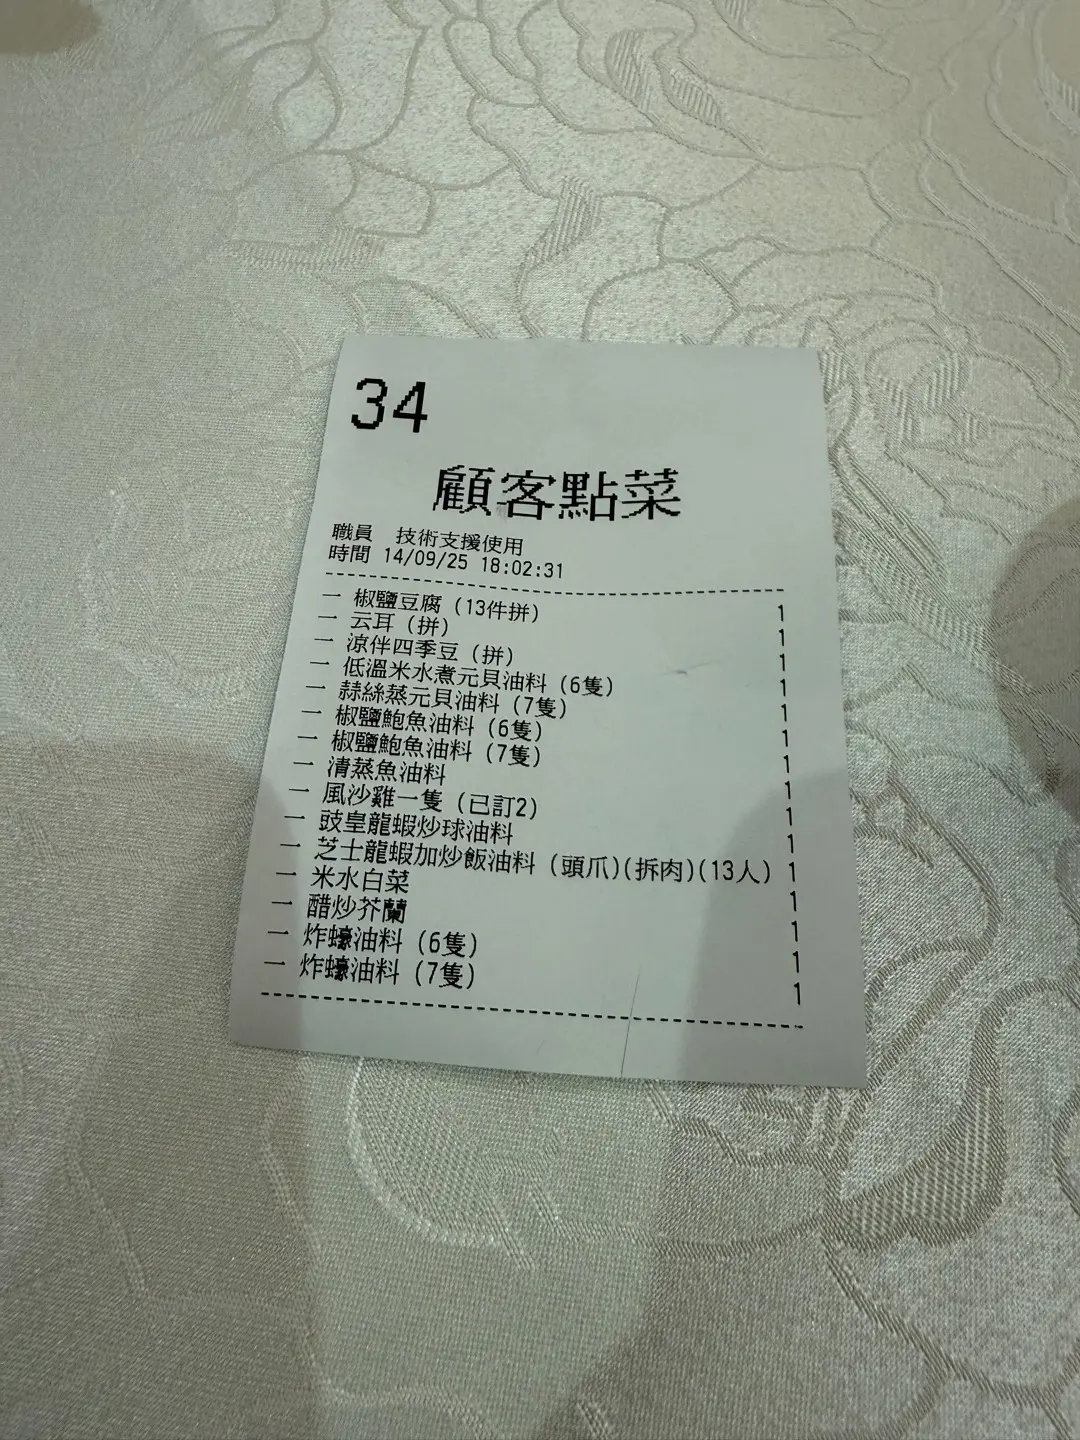 34
顧客點菜
職員 技術支援使用
時間 14/09/25 18:02:31
一 椒鹽豆腐 (13件拼) 1
一 云耳 (拼) 1
一 涼伴四季豆 (拼) 1
一 低溫米水煮元貝油料 (6隻) 1
一 蒜絲蒸元貝油料 (7隻) 1
一 椒鹽鮑魚油料 (6隻) 1
一 椒鹽鮑魚油料 (7隻) 1
一 清蒸魚油料 1
一 風沙雞一隻 (已訂2) 1
一 豉皇龍蝦炒球油料 1
一 芝士龍蝦加炒飯油料 (頭爪)(拆肉)(13人) 1
一 米水白菜 1
一 醋炒芥蘭 1
一 炸蠔油料 (6隻) 1
一 炸蠔油料 (7隻) 1